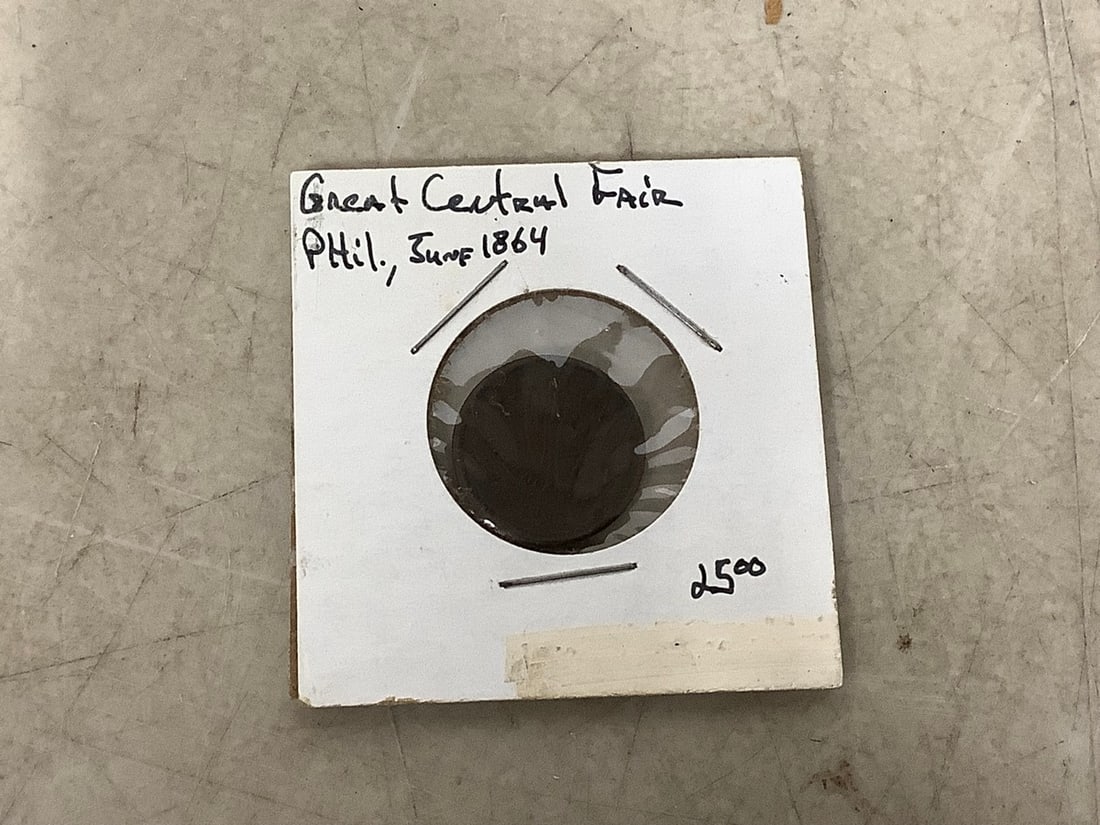 Great Central Fair
Phil., June 1864
25⁰⁰